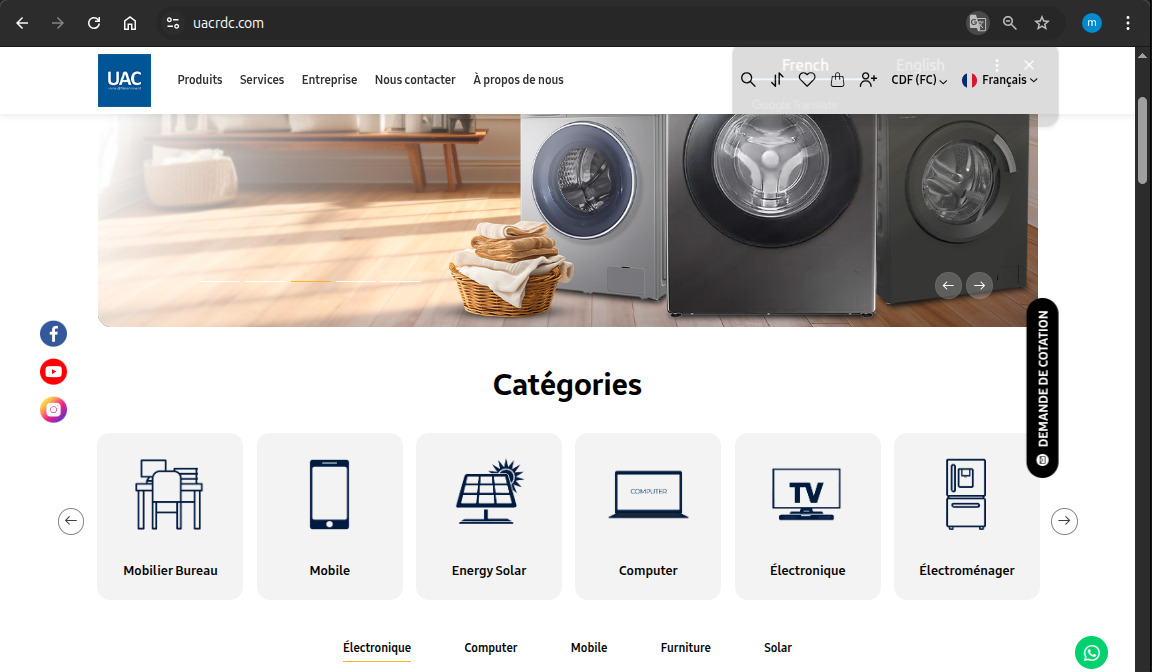 uacrdc.com
m
French English
Google Translate
UAC
Produits Services Entreprise Nous contacter À propos de nous
CDF (FC) Français
DEMANDE DE COTATION
Catégories
COMPUTER
TV
Mobilier Bureau
Mobile
Energy Solar
Computer
Électronique
Électroménager
Électronique Computer Mobile Furniture Solar